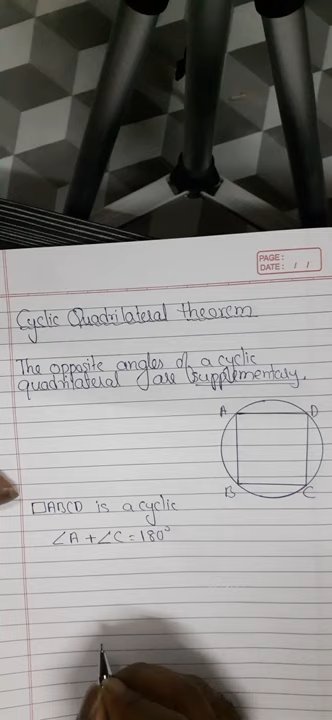 PAGE:
DATE: / /
Cyclic Quadrilateral theorem
The opposite angles of a cyclic
quadrilateral are supplementary.
A D
B C
□ABCD is a cyclic
∠A + ∠C = 180°